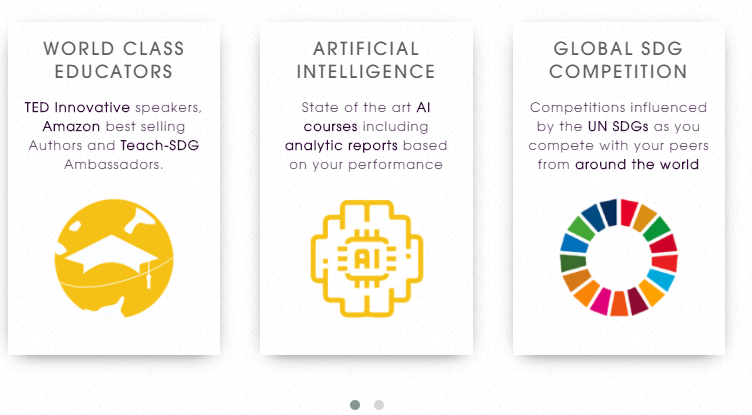 WORLD CLASS
EDUCATORS
TED Innovative speakers,
Amazon best selling
Authors and Teach-SDG
Ambassadors.
ARTIFICIAL
INTELLIGENCE
State of the art AI
courses including
analytic reports based
on your performance
AI
GLOBAL SDG
COMPETITION
Competitions influenced
by the UN SDGs as you
compete with your peers
from around the world